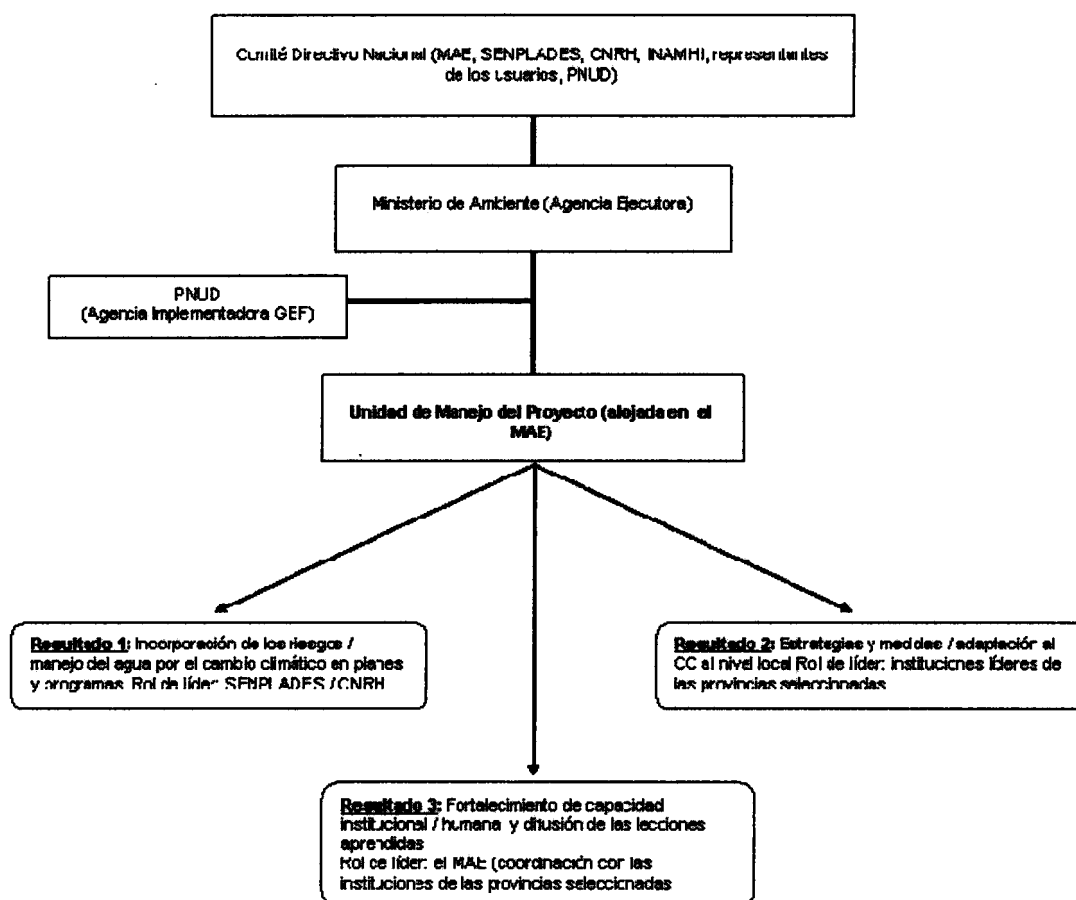 Comité Directivo Nacional (MAE, SENPLADES, CNRH, INAMHI, representantes
de los usuarios, PNUD)
Ministerio de Ambiente (Agencia Ejecutora)
PNUD
(Agencia Implementadora GEF)
Unidad de Manejo del Proyecto (alojada en el
MAE)
Resultado 1: Incorporación de los riesgos /
manejo del agua por el cambio climático en planes
y programas. Rol de líder: SENPLADES / CNRH
Resultado 2: Estrategias y medidas / adaptación al
CC al nivel local Rol de líder: instituciones líderes de
las provincias seleccionadas
Resultado 3: Fortalecimiento de capacidad
institucional / humana y difusión de las lecciones
aprendidas
Rol de líder: el MAE (coordinación con las
instituciones de las provincias seleccionadas